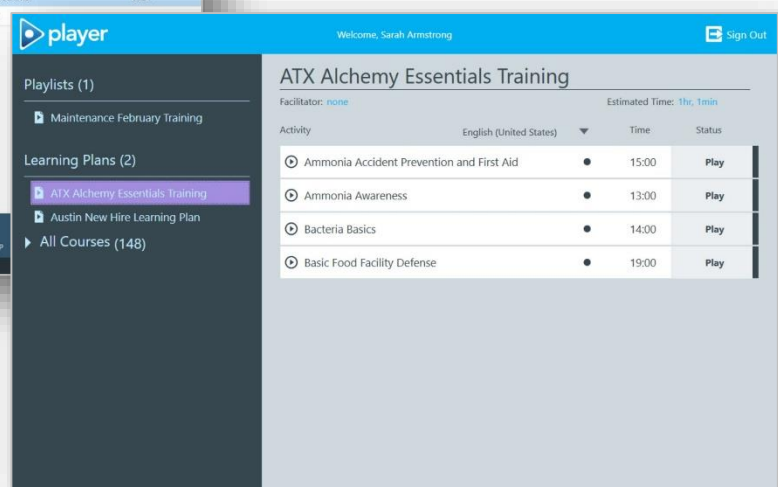 player
Welcome, Sarah Armstrong
Sign Out
Playlists (1)
Maintenance February Training
Learning Plans (2)
ATX Alchemy Essentials Training
Austin New Hire Learning Plan
All Courses (148)
ATX Alchemy Essentials Training
Facilitator: none Estimated Time: 1hr, 1min
Activity English (United States) Time Status
Ammonia Accident Prevention and First Aid 15:00 Play
Ammonia Awareness 13:00 Play
Bacteria Basics 14:00 Play
Basic Food Facility Defense 19:00 Play